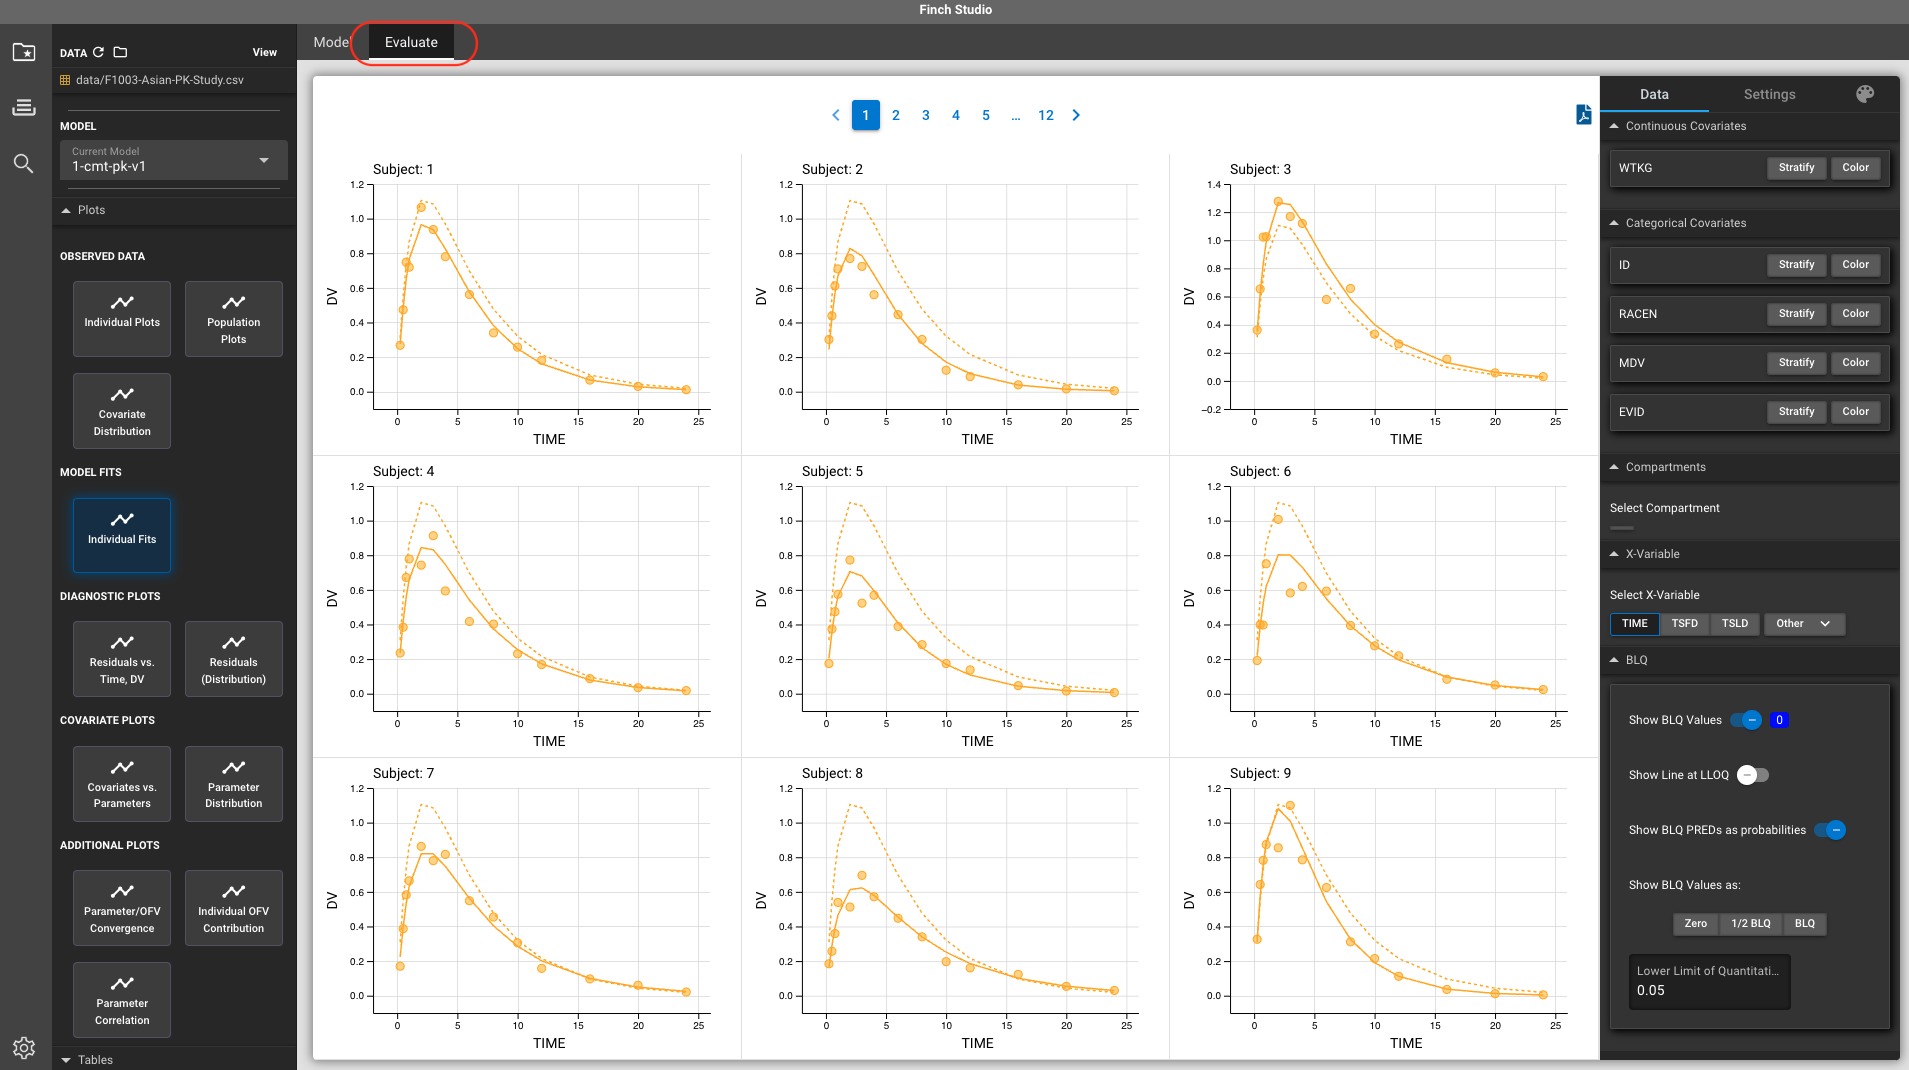 Finch Studio
DATA
View
data/F1003-Asian-PK-Study.csv
MODEL
Current Model
1-cmt-pk-v1
Plots
OBSERVED DATA
Individual Plots
Population
Plots
Covariate
Distribution
MODEL FITS
Individual Fits
DIAGNOSTIC PLOTS
Residuals vs.
Time, DV
Residuals
(Distribution)
COVARIATE PLOTS
Covariates vs.
Parameters
Parameter
Distribution
ADDITIONAL PLOTS
Parameter/OFV
Convergence
Individual OFV
Contribution
Parameter
Correlation
Tables
Model
Evaluate
1 2 3 4 5 ... 12
Subject: 1
1.2
1.0
0.8
0.6
0.4
0.2
0.0
DV
0 5 10 15 20 25
TIME
Subject: 2
1.2
1.0
0.8
0.6
0.4
0.2
0.0
DV
0 5 10 15 20 25
TIME
Subject: 3
1.4
1.2
1.0
0.8
0.6
0.4
0.2
0.0
−0.2
DV
0 5 10 15 20 25
TIME
Subject: 4
1.2
1.0
0.8
0.6
0.4
0.2
0.0
DV
0 5 10 15 20 25
TIME
Subject: 5
1.2
1.0
0.8
0.6
0.4
0.2
0.0
DV
0 5 10 15 20 25
TIME
Subject: 6
1.2
1.0
0.8
0.6
0.4
0.2
0.0
DV
0 5 10 15 20 25
TIME
Subject: 7
1.2
1.0
0.8
0.6
0.4
0.2
0.0
DV
0 5 10 15 20 25
TIME
Subject: 8
1.2
1.0
0.8
0.6
0.4
0.2
0.0
DV
0 5 10 15 20 25
TIME
Subject: 9
1.2
1.0
0.8
0.6
0.4
0.2
0.0
DV
0 5 10 15 20 25
TIME
Data
Settings
Continuous Covariates
WTKG Stratify Color
Categorical Covariates
ID Stratify Color
RACEN Stratify Color
MDV Stratify Color
EVID Stratify Color
Compartments
Select Compartment
X-Variable
Select X-Variable
TIME TSFD TSLD Other
BLQ
Show BLQ Values 0
Show Line at LLOQ
Show BLQ PREDs as probabilities
Show BLQ Values as:
Zero 1/2 BLQ BLQ
Lower Limit of Quantitati...
0.05